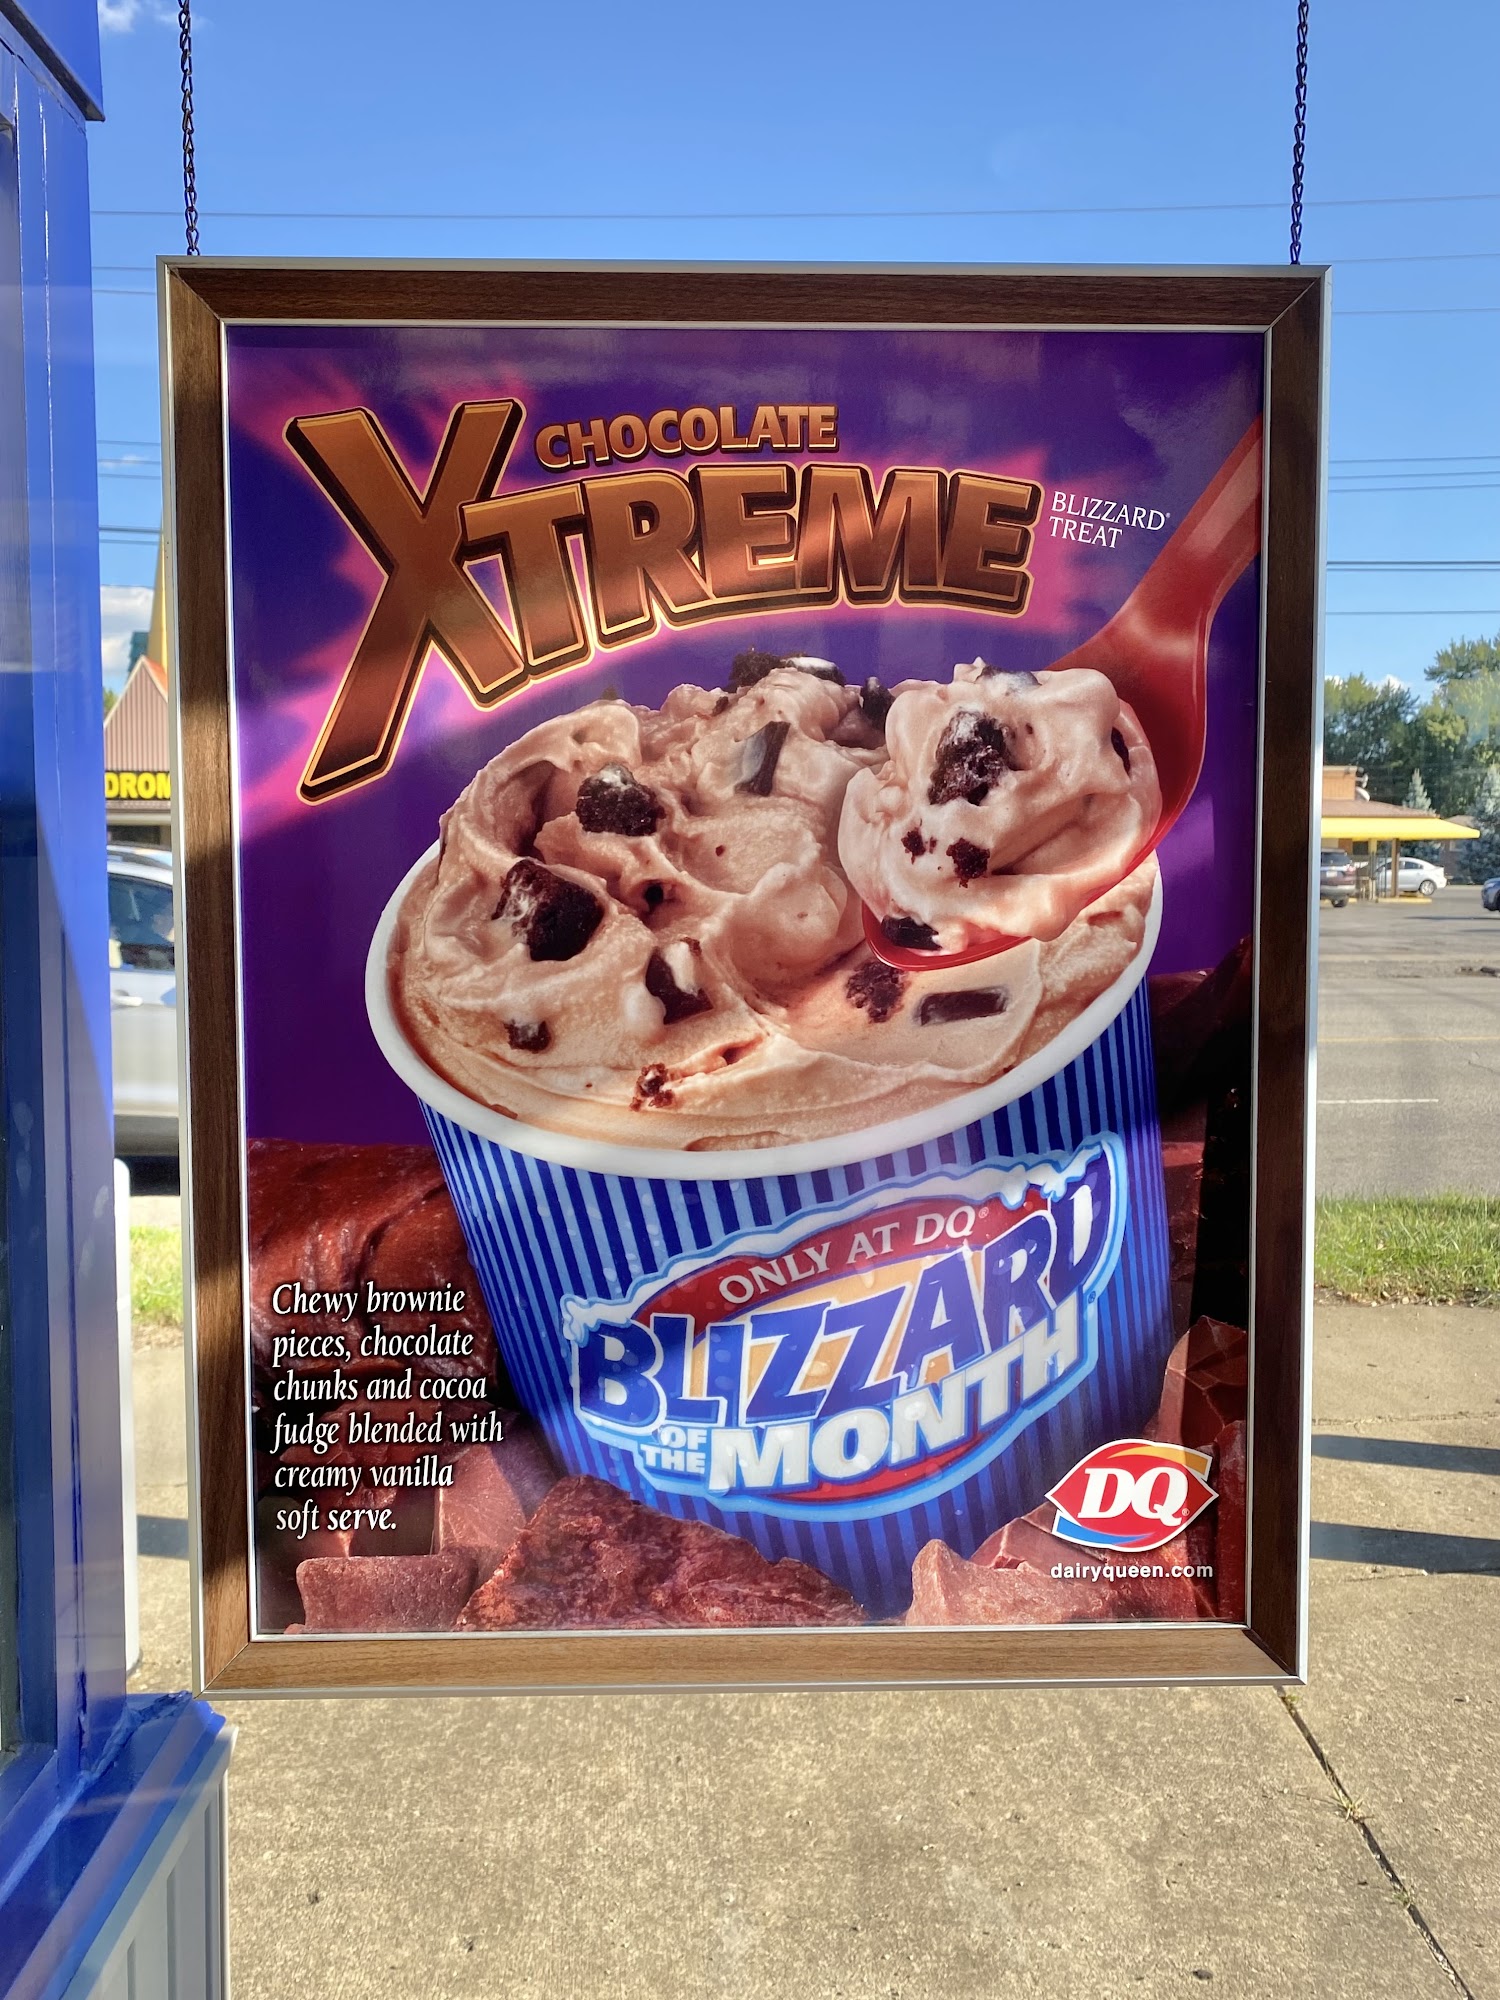 CHOCOLATE
XTREME
BLIZZARD®
TREAT
DROM
ONLY AT DQ®
BLIZZARD®
OF
THE
MONTH
Chewy brownie
pieces, chocolate
chunks and cocoa
fudge blended with
creamy vanilla
soft serve.
DQ®
dairyqueen.com